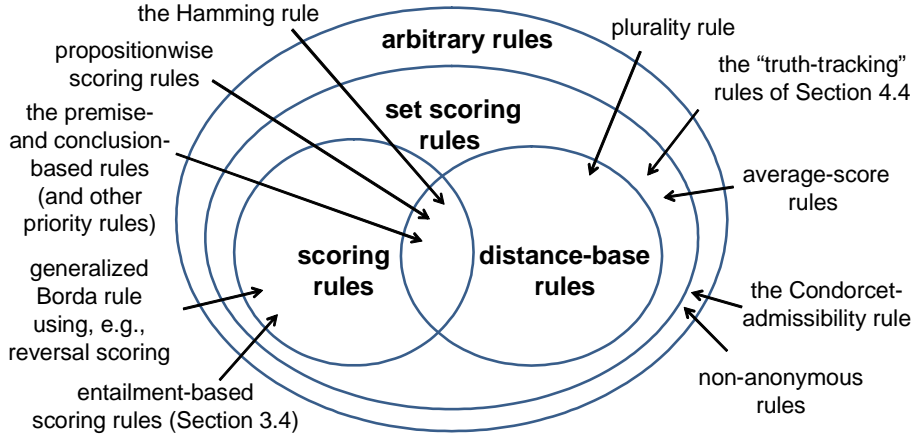 the Hamming rule
propositionwise
scoring rules
the premise-
and conclusion-
based rules
(and other
priority rules)
generalized
Borda rule
using, e.g.,
reversal scoring
entailment-based
scoring rules (Section 3.4)
arbitrary rules
set scoring
rules
scoring
rules
distance-base
rules
plurality rule
the “truth-tracking”
rules of Section 4.4
average-score
rules
the Condorcet-
admissibility rule
non-anonymous
rules